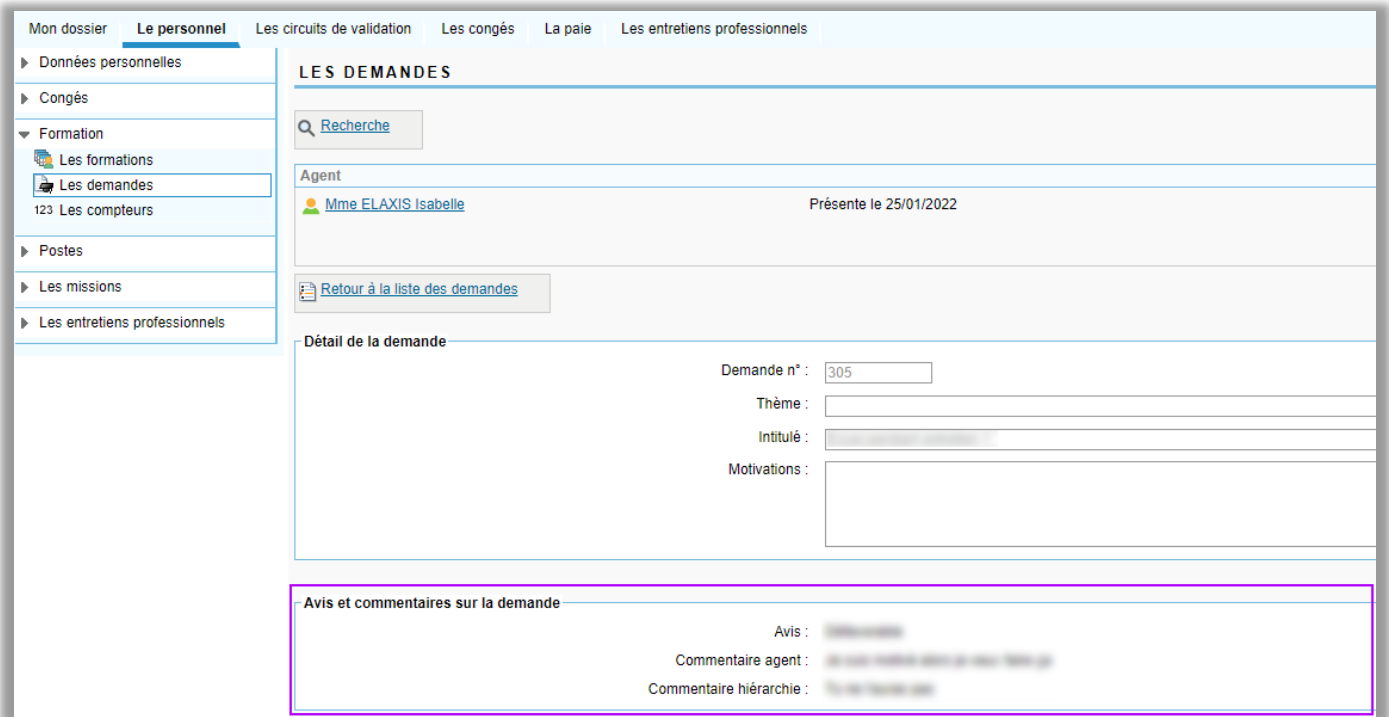 Mon dossier Le personnel Les circuits de validation Les congés La paie Les entretiens professionnels
Données personnelles
Congés
Formation
Les formations
Les demandes
123 Les compteurs
Postes
Les missions
Les entretiens professionnels
LES DEMANDES
Recherche
Agent
Mme ELAXIS Isabelle Présente le 25/01/2022
Retour à la liste des demandes
Détail de la demande
Demande n° : 305
Thème :
Intitulé :
Motivations :
Avis et commentaires sur la demande
Avis :
Commentaire agent :
Commentaire hiérarchie :